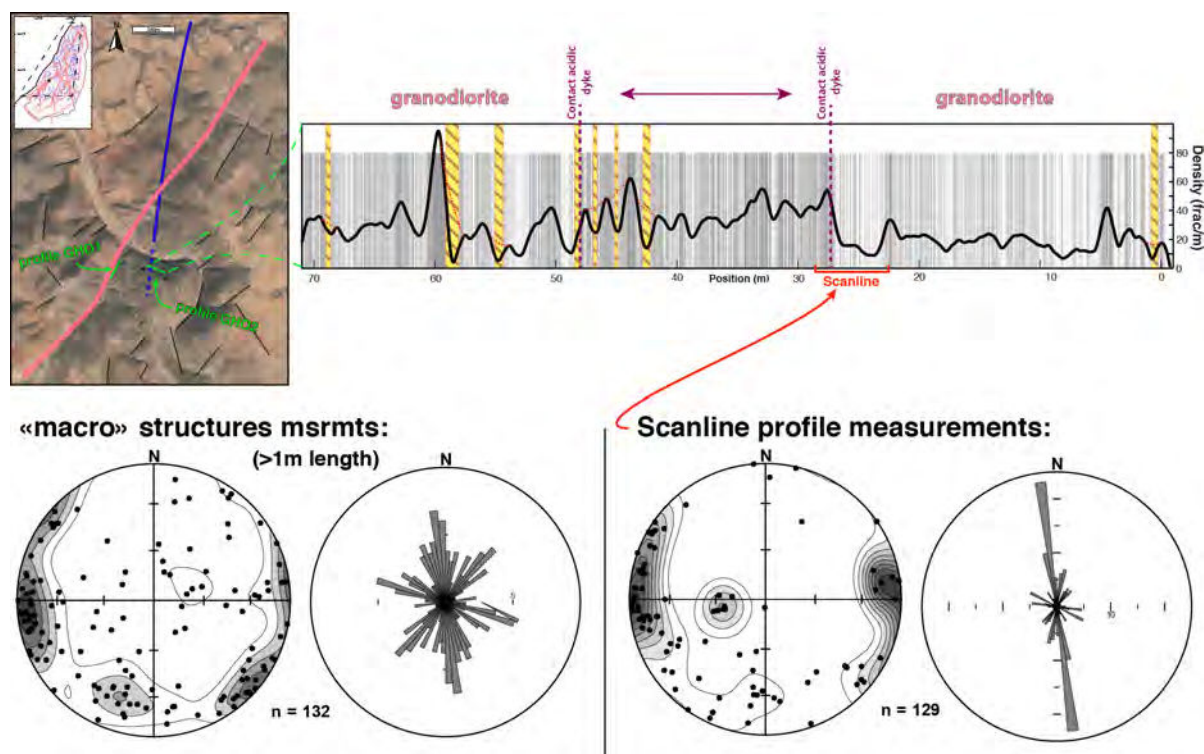 N
profile GND1
profile GND2
granodiorite
Contact acidic
dyke
Contact acidic
dyke
granodiorite
80
60
40
20
0
Density (frac/m)
70
60
50
40
Position (m)
30
20
10
0
Scanline
«macro» structures msrmts:
(>1m length)
N
N
n = 132
5
Scanline profile measurements:
N
N
n = 129
10